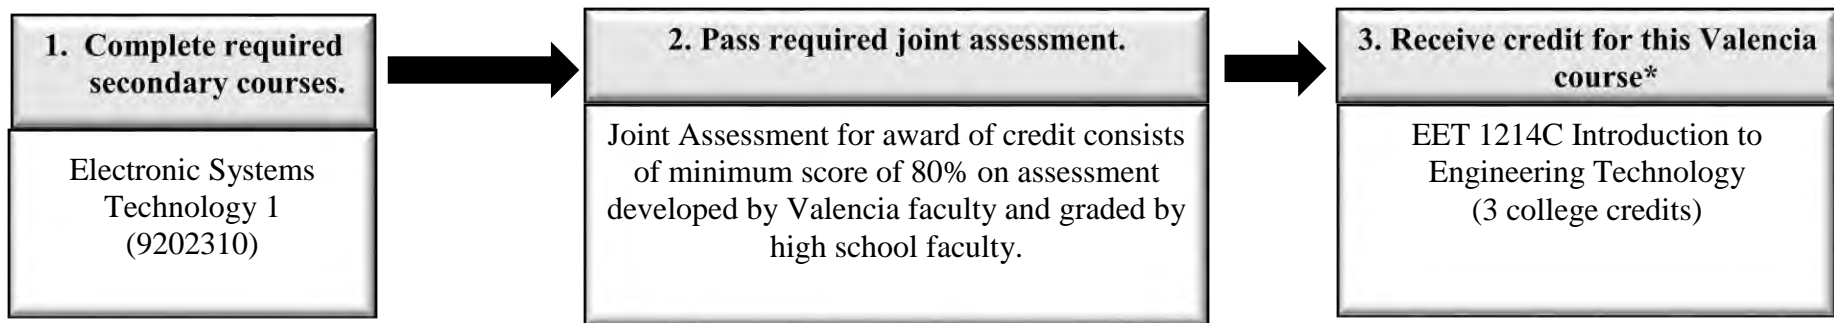 1. Complete required
secondary courses.
Electronic Systems
Technology 1
(9202310)
2. Pass required joint assessment.
Joint Assessment for award of credit consists
of minimum score of 80% on assessment
developed by Valencia faculty and graded by
high school faculty.
3. Receive credit for this Valencia
course*
EET 1214C Introduction to
Engineering Technology
(3 college credits)